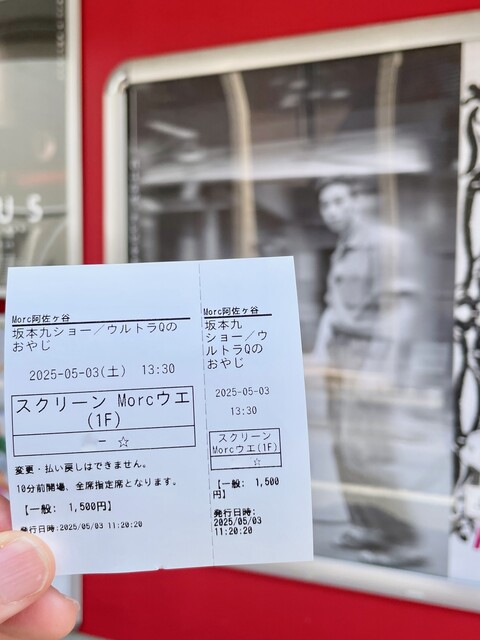 US
Morc阿佐ヶ谷
坂本九ショー／ウルトラQの
おやじ
2025-05-03(土) 13:30
スクリーン Morcウエ
(1F)
－ ☆
変更・払い戻しはできません。
10分前開場、全席指定席となります。
【一般: 1,500円】
発行日時:2025/05/03 11:20:20
Morc阿佐ヶ谷
坂本九
ショー／ウ
ルトラQの
おやじ
2025-05-03
13:30
スクリーン
Morcウエ(1F)
☆
【一般: 1,500
円】
発行日時:
2025/05/03
11:20:20